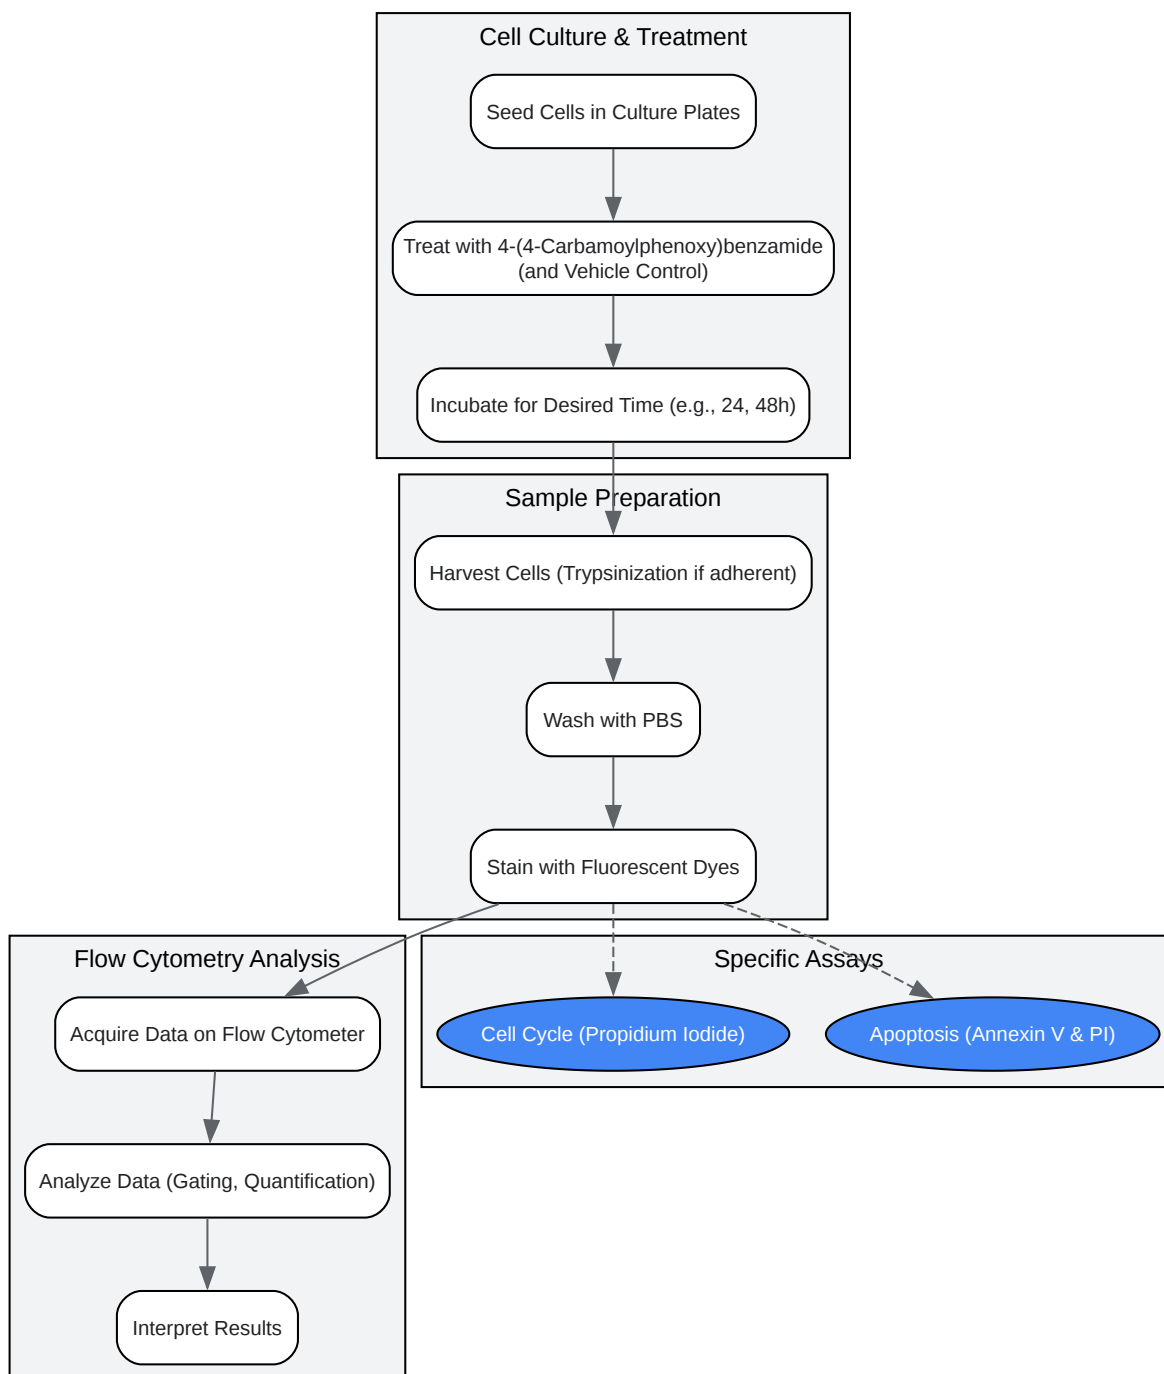 Cell Culture & Treatment
Seed Cells in Culture Plates
Treat with 4-(4-Carbamoylphenoxy)benzamide
(and Vehicle Control)
Incubate for Desired Time (e.g., 24, 48h)
Sample Preparation
Harvest Cells (Trypsinization if adherent)
Wash with PBS
Stain with Fluorescent Dyes
Flow Cytometry Analysis
Acquire Data on Flow Cytometer
Analyze Data (Gating, Quantification)
Interpret Results
Specific Assays
Cell Cycle (Propidium Iodide)
Apoptosis (Annexin V & PI)